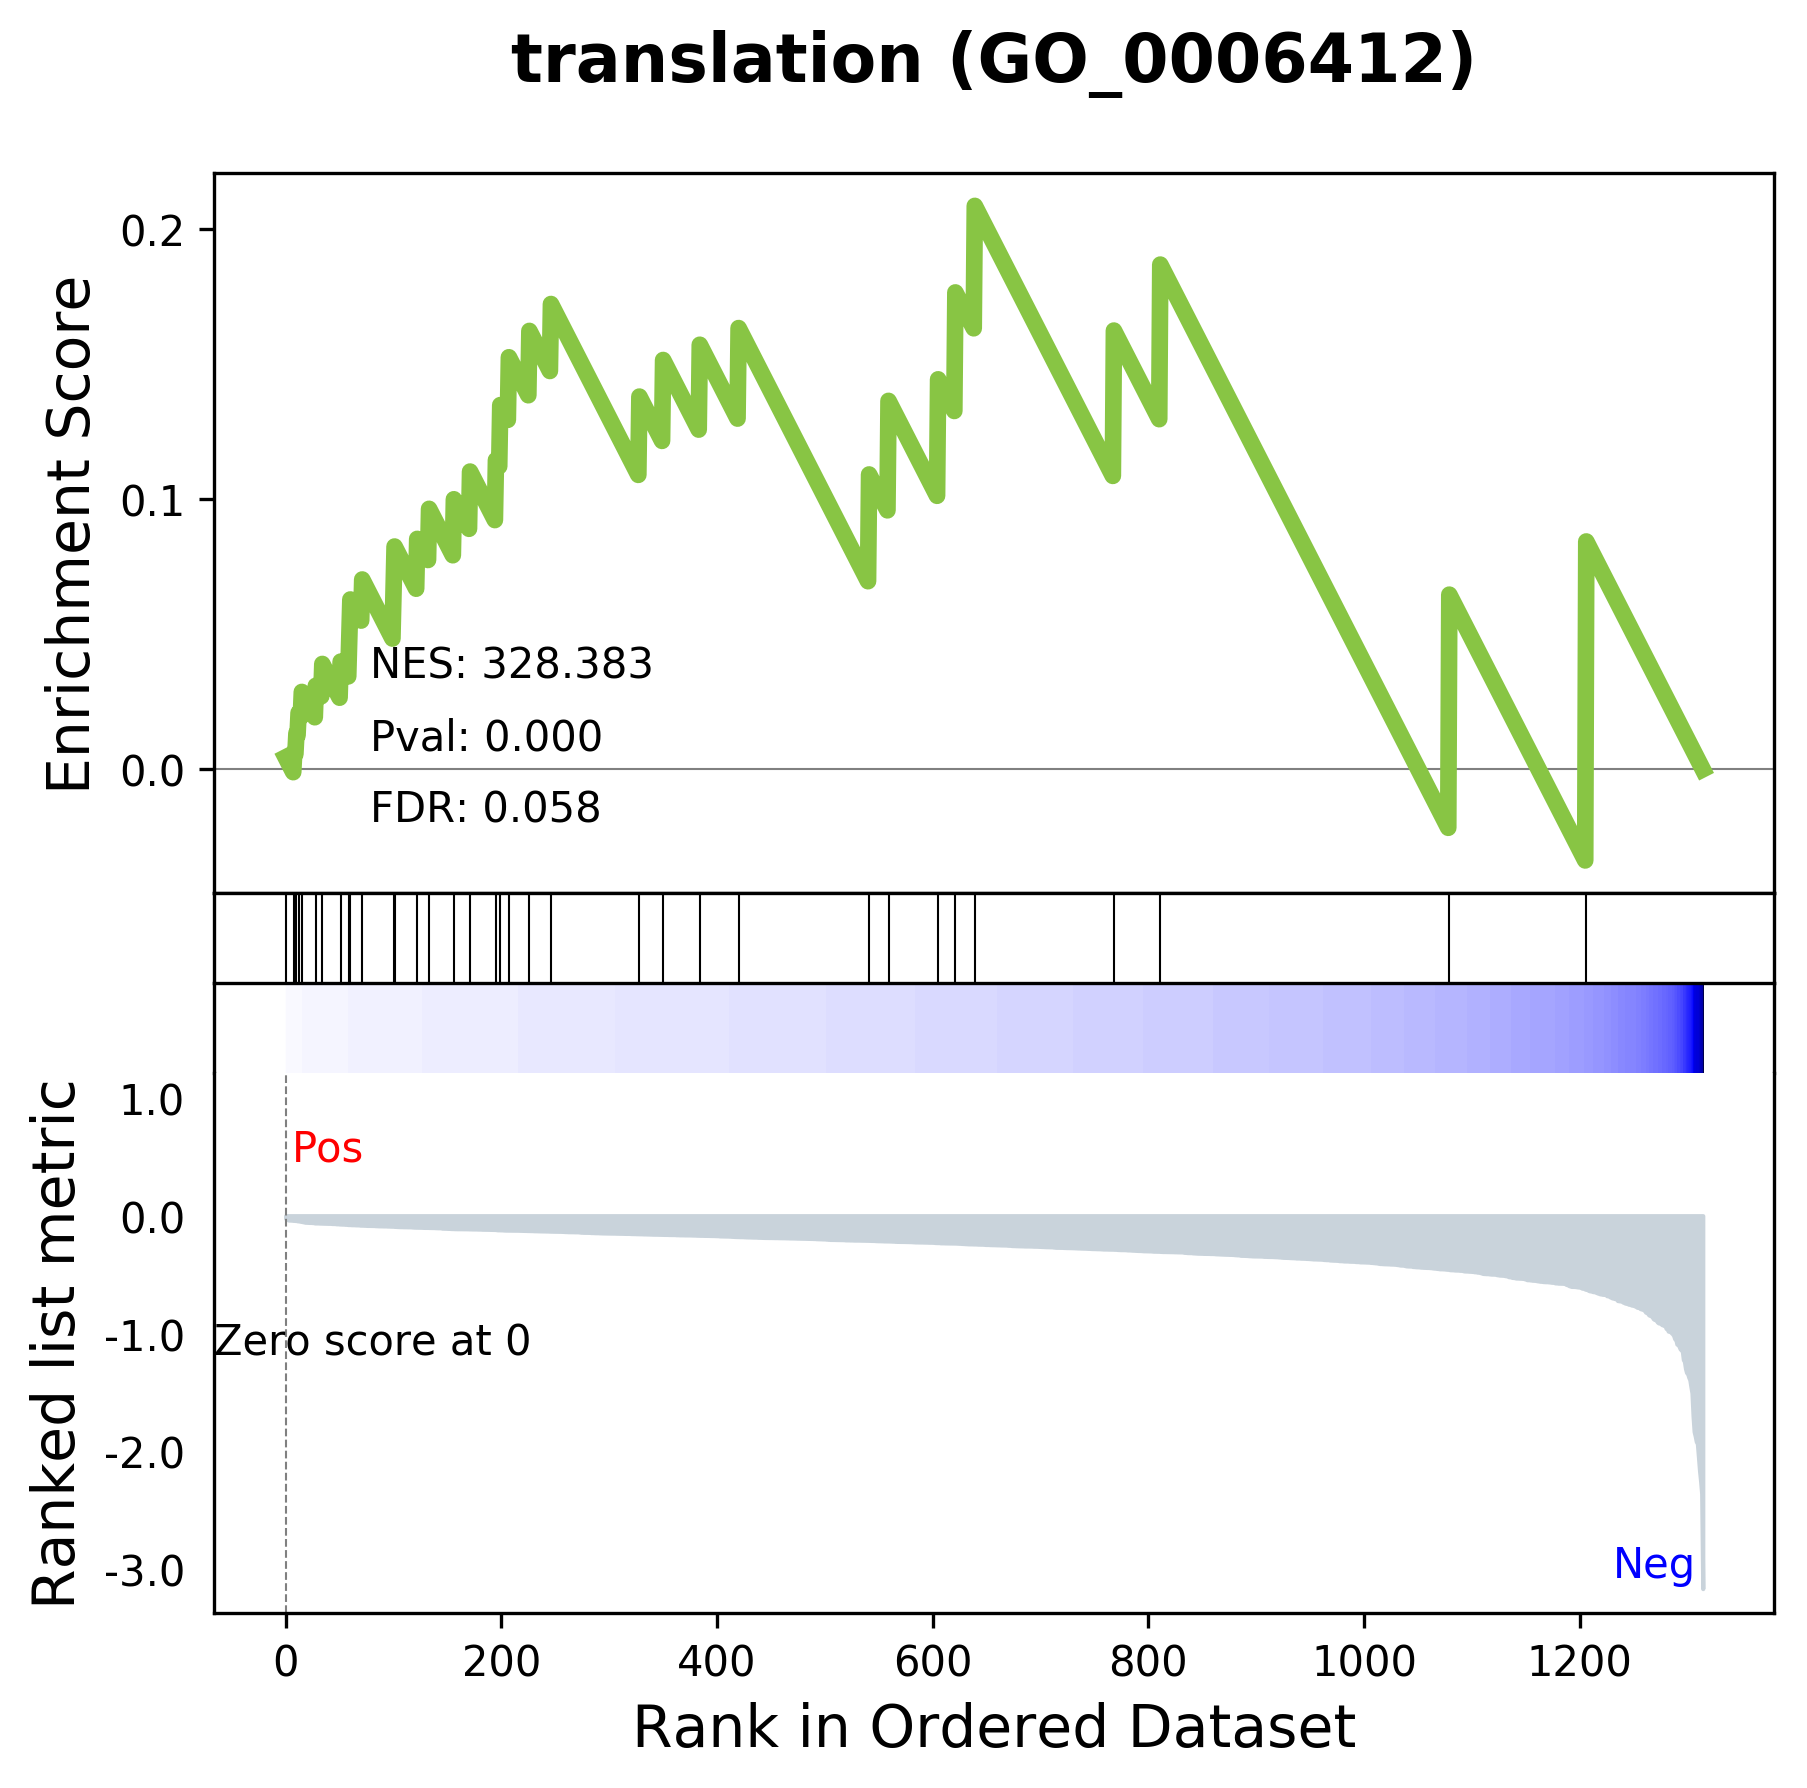 translation (GO_0006412)
Enrichment Score
0.2
0.1
0.0
NES: 328.383
Pval: 0.000
FDR: 0.058
Ranked list metric
1.0
0.0
-1.0
-2.0
-3.0
Pos
Zero score at 0
Neg
0 200 400 600 800 1000 1200
Rank in Ordered Dataset